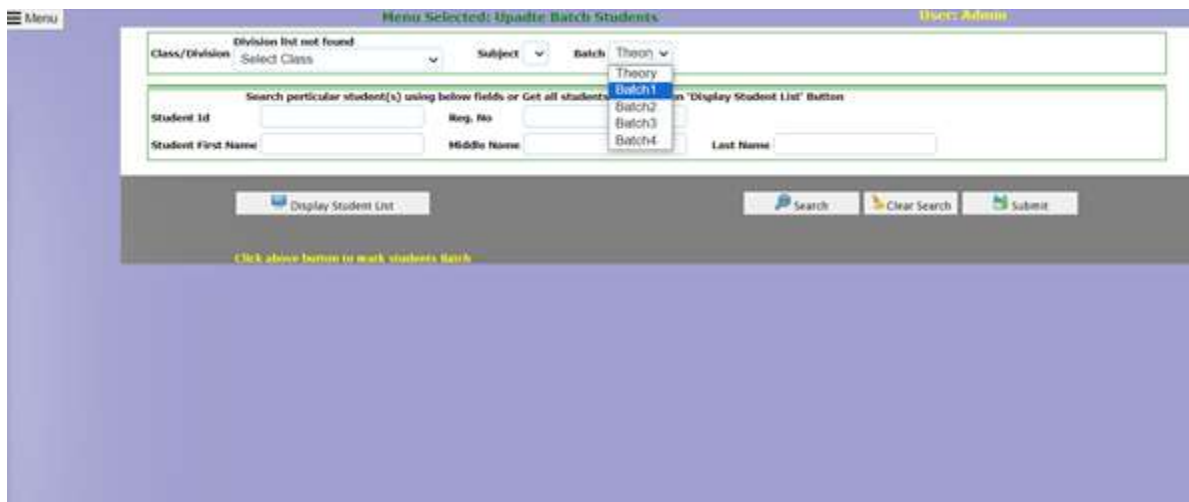 Menu
Menu Selected: Upadte Batch Students
User: Admin
Division list not found
Class/Division Select Class Subject Batch Theory
Theory
Batch1
Batch2
Batch3
Batch4
Search perticular student(s) using below fields or Get all students on 'Display Student List' Button
Student Id Reg. No
Student First Name Middle Name Last Name
Display Student List Search Clear Search Submit
Click above button to mark students Batch